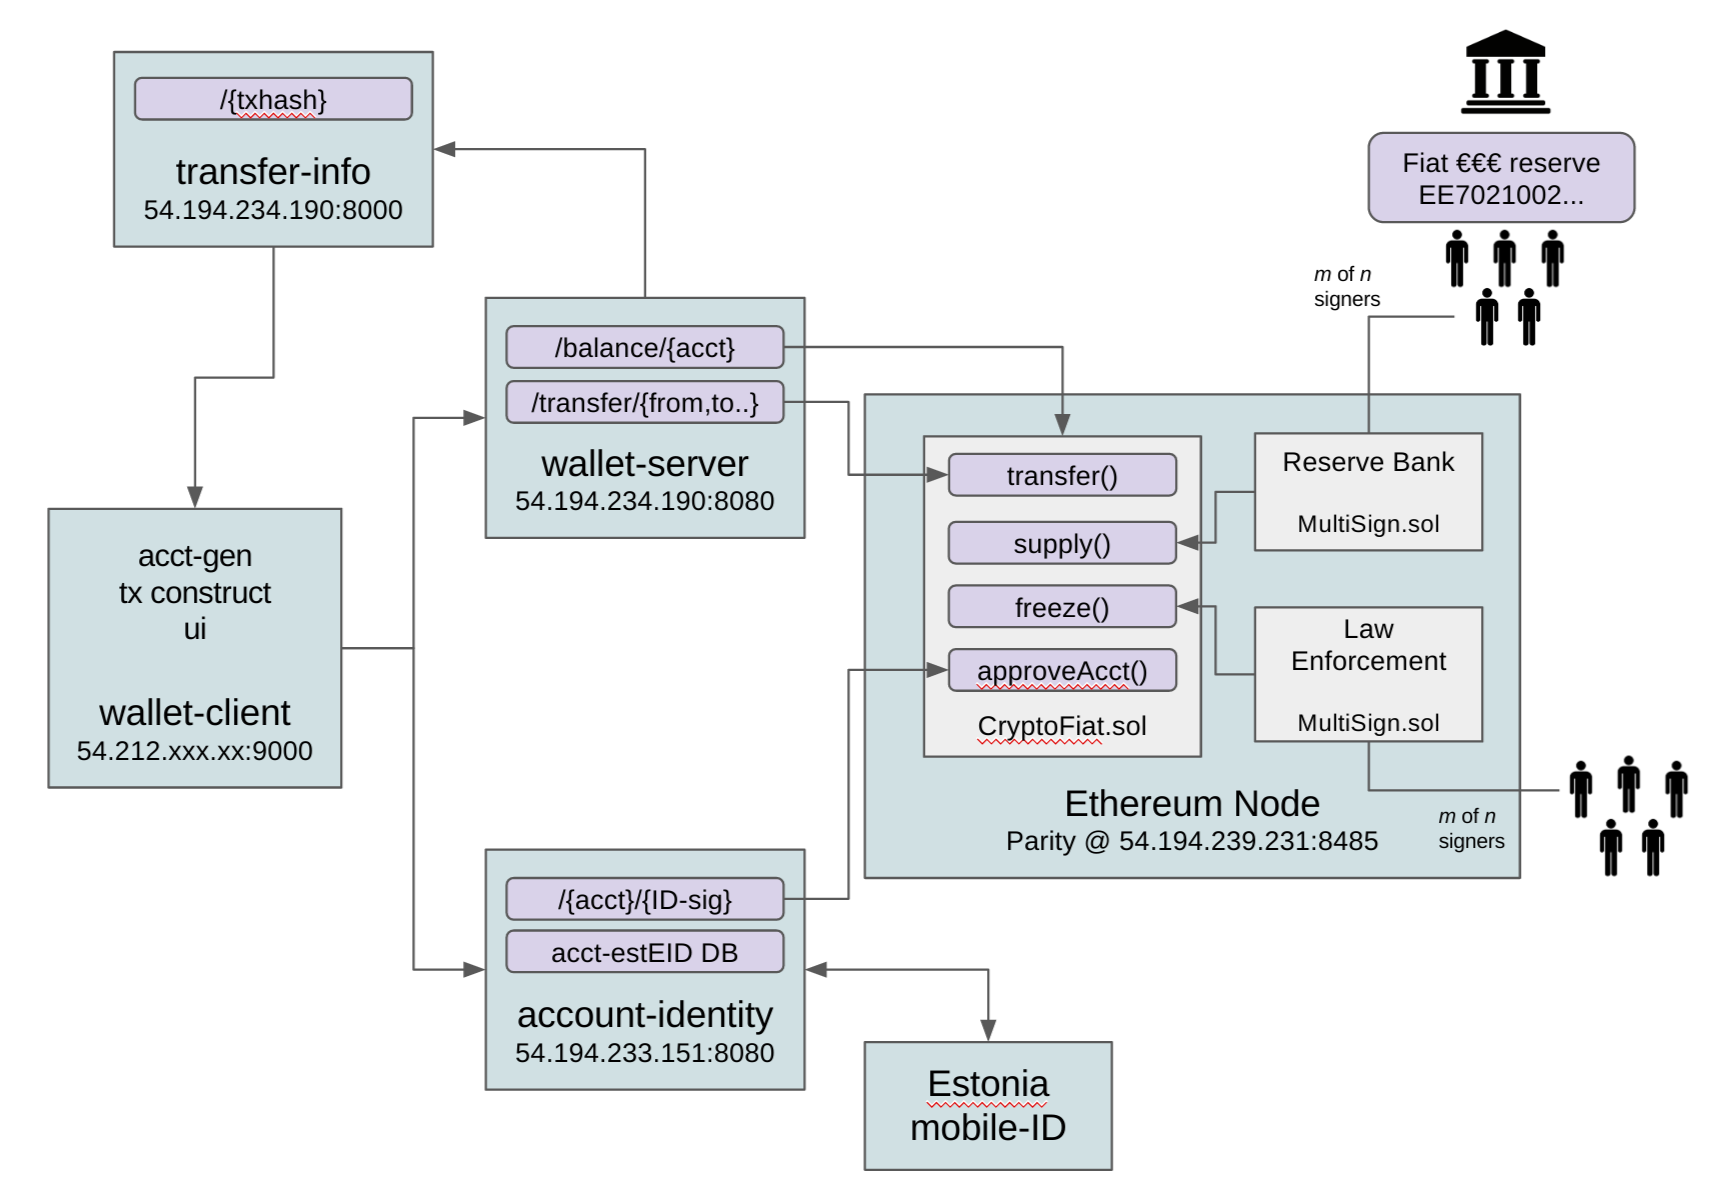 /{txhash}
transfer-info
54.194.234.190:8000
Fiat €€€ reserve
EE7021002...
m of n
signers
/balance/{acct}
/transfer/{from,to..}
wallet-server
54.194.234.190:8080
acct-gen
tx construct
ui
wallet-client
54.212.xxx.xx:9000
transfer()
supply()
freeze()
approveAcct()
CryptoFiat.sol
Reserve Bank
MultiSign.sol
Law
Enforcement
MultiSign.sol
Ethereum Node
Parity @ 54.194.239.231:8485
m of n
signers
/{acct}/{ID-sig}
acct-estEID DB
account-identity
54.194.233.151:8080
Estonia
mobile-ID